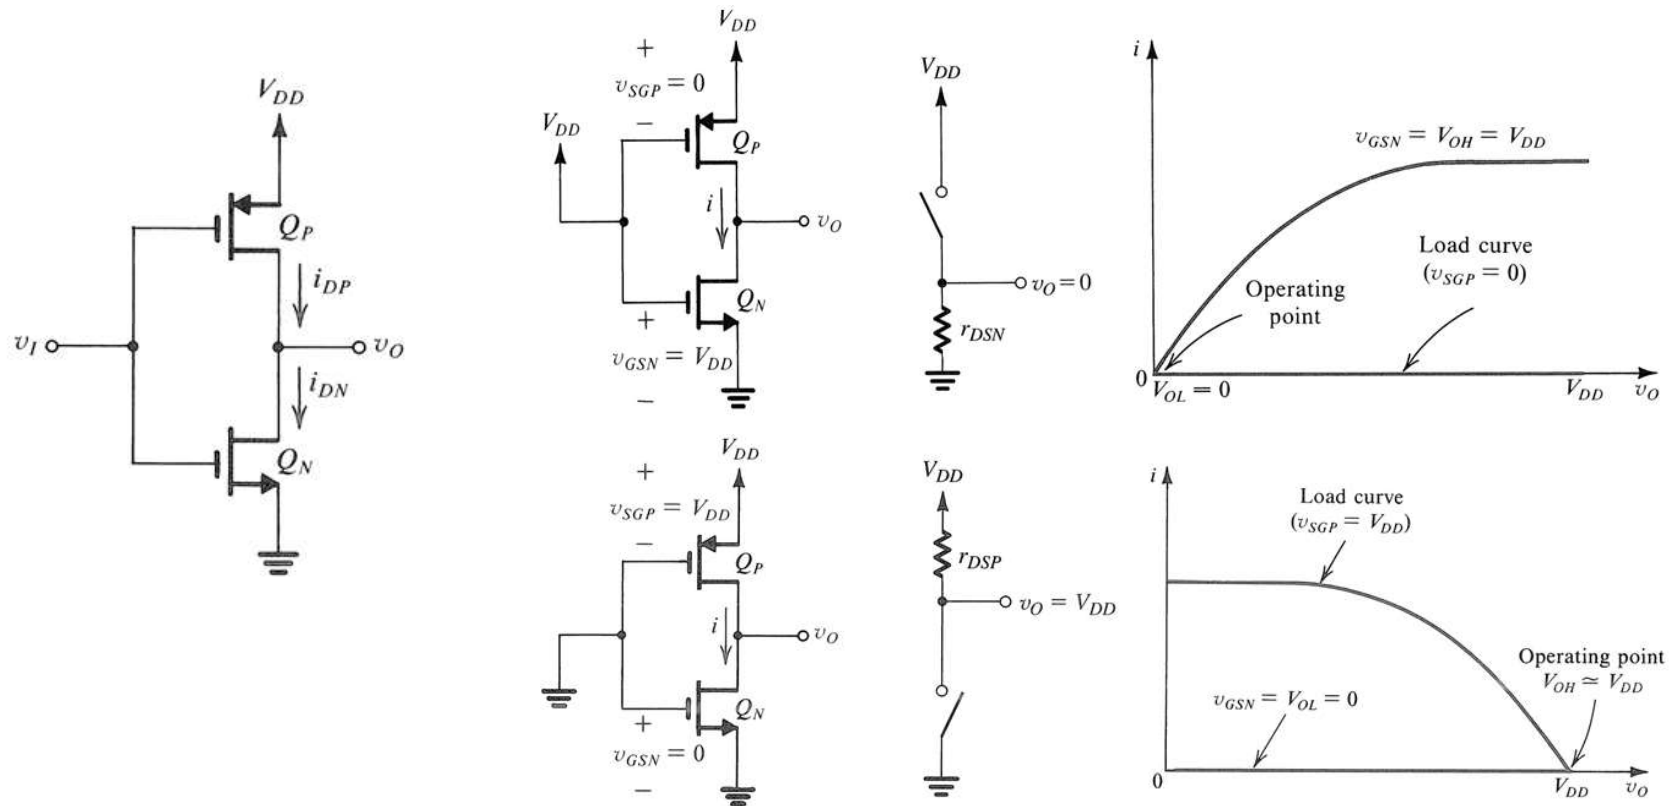 V_DD
Q_P
i_DP
v_I
v_O
i_DN
Q_N
V_DD
+
v_SGP = 0
−
V_DD
Q_P
i
v_O
Q_N
+
v_GSN = V_DD
−
V_DD
v_O = 0
r_DSN
i
v_GSN = V_OH = V_DD
Load curve
(v_SGP = 0)
Operating
point
0
V_OL = 0
V_DD
v_O
V_DD
+
v_SGP = V_DD
−
Q_P
i
v_O
Q_N
+
v_GSN = 0
−
V_DD
r_DSP
v_O = V_DD
i
Load curve
(v_SGP = V_DD)
Operating point
V_OH ≃ V_DD
v_GSN = V_OL = 0
0
V_DD
v_O